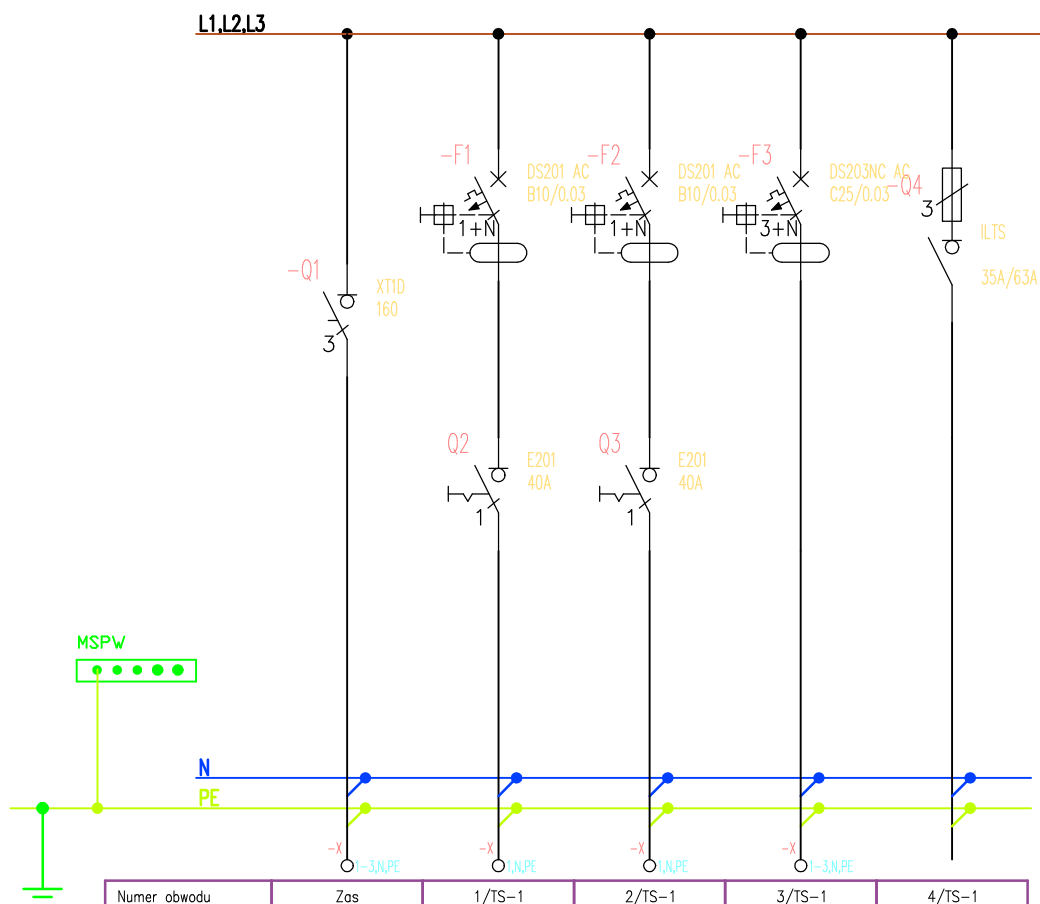 L1,L2,L3
-F1
DS201 AC
B10/0.03
1+N
-F2
DS201 AC
B10/0.03
1+N
-F3
DS203NC AC
C25/0.03
3+N
-Q4
3
ILTS
35A/63A
-Q1
XT1D
160
3
Q2
E201
40A
1
Q3
E201
40A
1
MSPW
N
PE
-X
1-3,N,PE
-X
1,N,PE
-X
1,N,PE
-X
1-3,N,PE
Numer obwodu
Zas
1/TS-1
2/TS-1
3/TS-1
4/TS-1